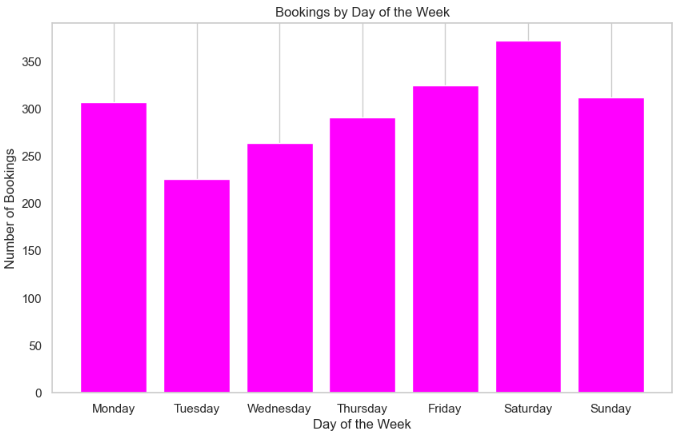 Bookings by Day of the Week
Number of Bookings
350
300
250
200
150
100
50
0
Monday Tuesday Wednesday Thursday Friday Saturday Sunday
Day of the Week